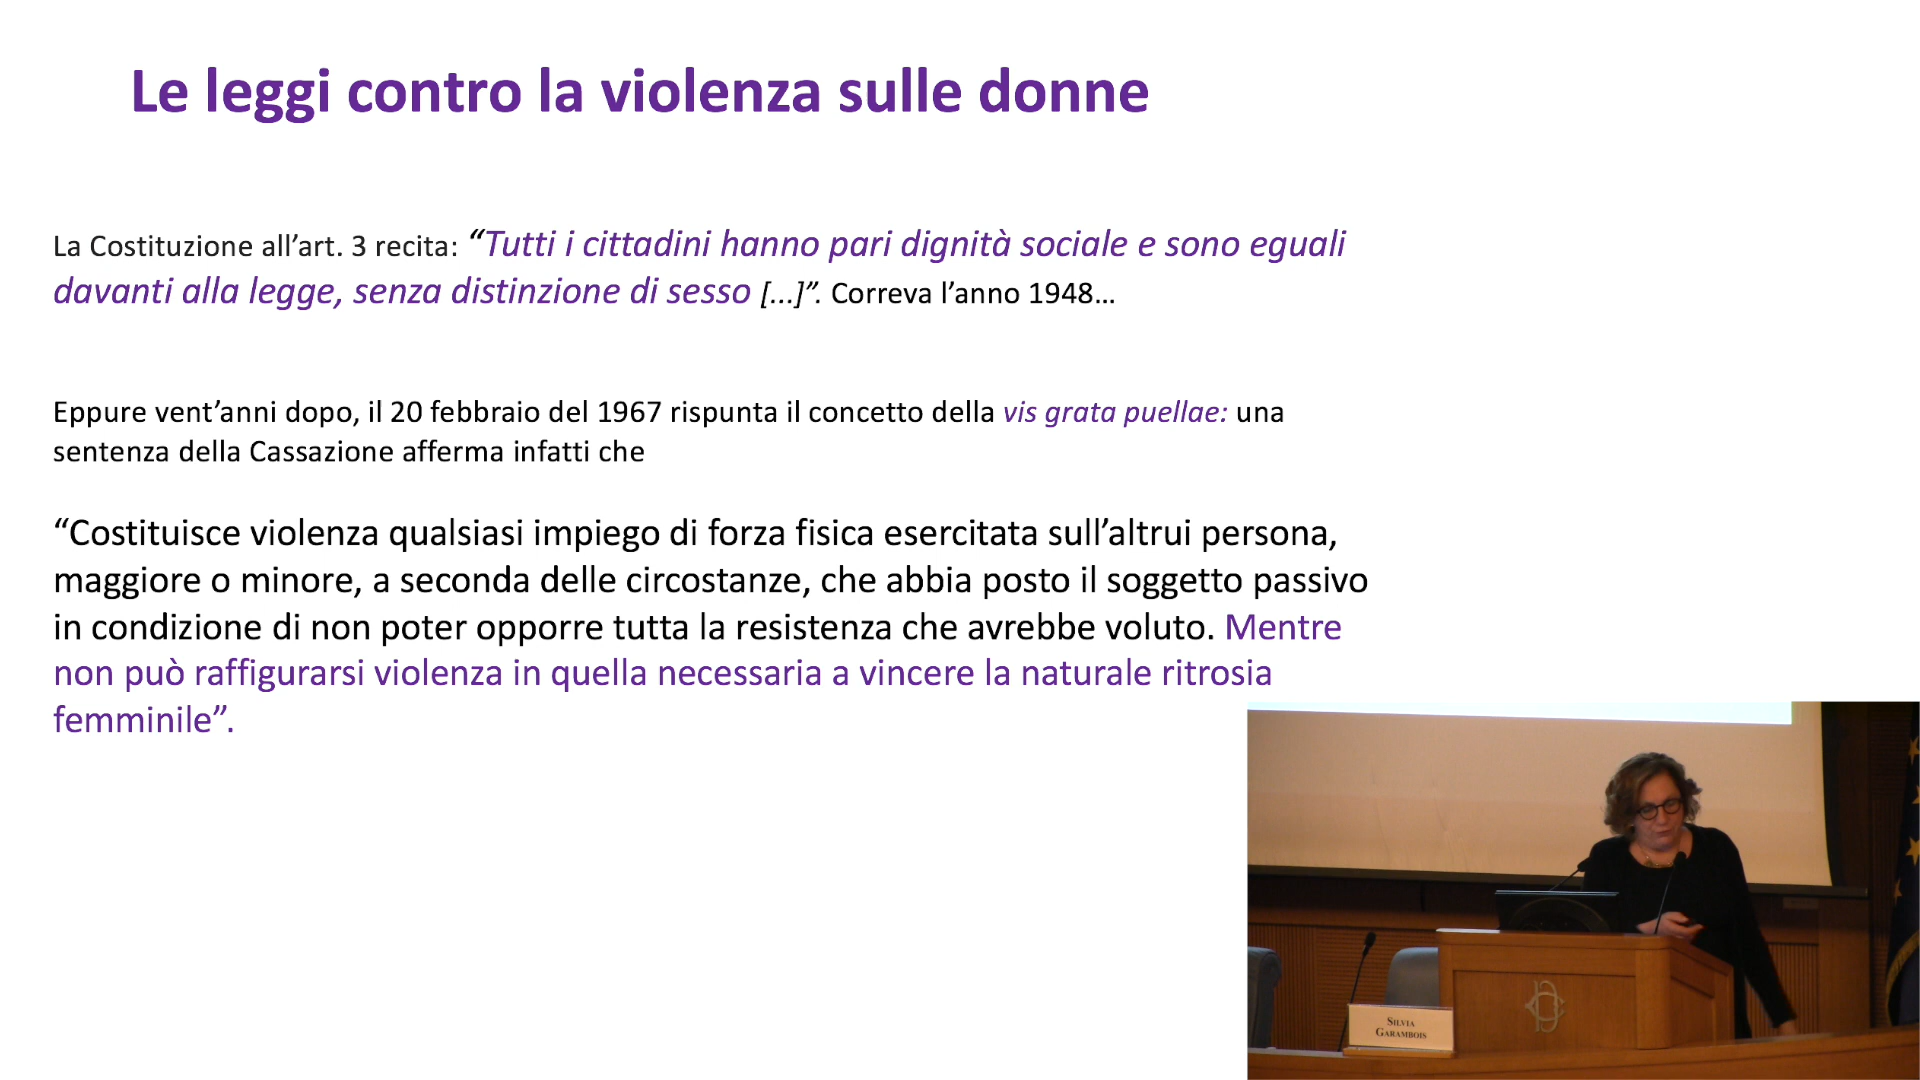 Le leggi contro la violenza sulle donne
La Costituzione all’art. 3 recita: “Tutti i cittadini hanno pari dignità sociale e sono eguali
davanti alla legge, senza distinzione di sesso [...]”. Correva l’anno 1948…
Eppure vent’anni dopo, il 20 febbraio del 1967 rispunta il concetto della vis grata puellae: una
sentenza della Cassazione afferma infatti che
“Costituisce violenza qualsiasi impiego di forza fisica esercitata sull’altrui persona,
maggiore o minore, a seconda delle circostanze, che abbia posto il soggetto passivo
in condizione di non poter opporre tutta la resistenza che avrebbe voluto. Mentre
non può raffigurarsi violenza in quella necessaria a vincere la naturale ritrosia
femminile”.
SILVIA
GARAMBOIS